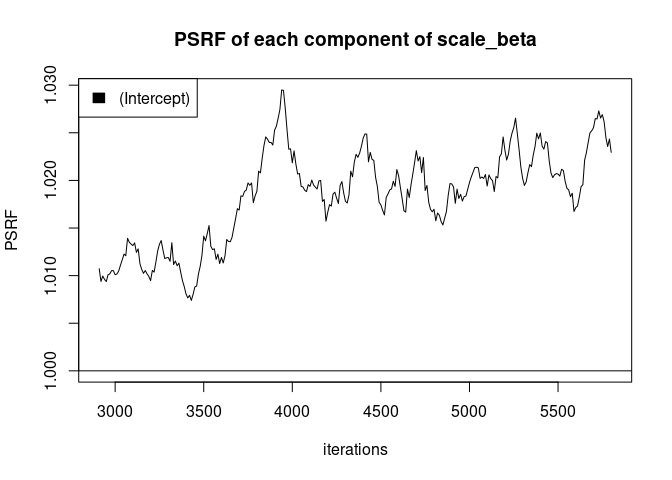 PSRF of each component of scale_beta
(Intercept)
PSRF
1.030
1.020
1.010
1.000
3000 3500 4000 4500 5000 5500
iterations